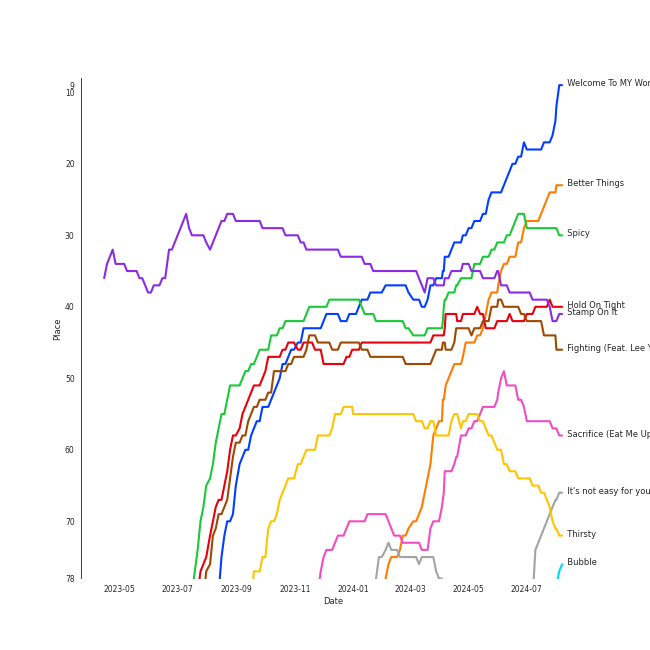 9
10
20
30
40
50
60
70
78
Place
2023-05
2023-07
2023-09
2023-11
2024-01
2024-03
2024-05
2024-07
Date
Welcome To MY Wor
Better Things
Spicy
Hold On Tight
Stamp On It
Fighting (Feat. Lee Y
Sacrifice (Eat Me Up
It's not easy for you
Thirsty
Bubble